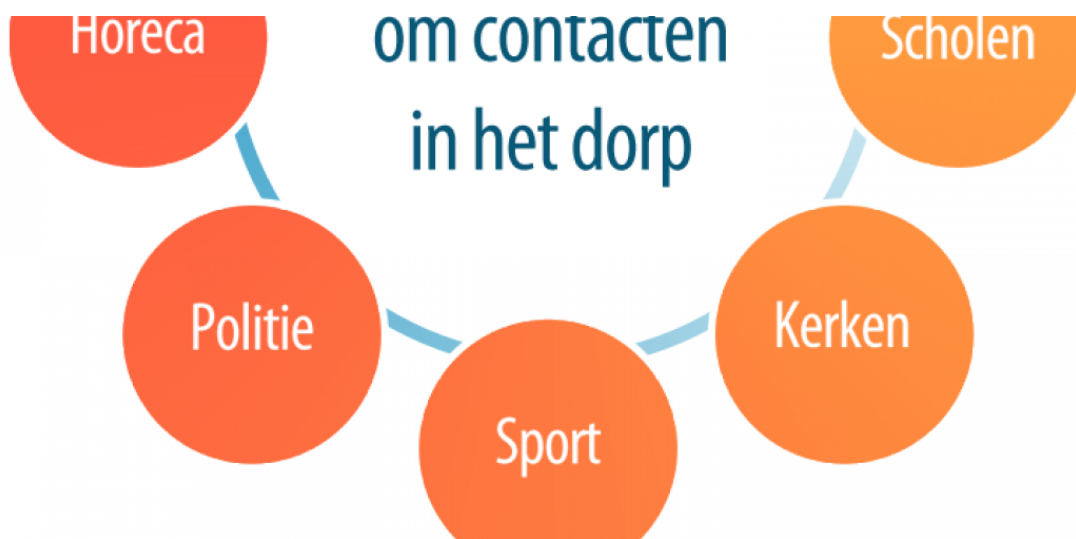 Horeca
om contacten
in het dorp
Scholen
Politie
Kerken
Sport